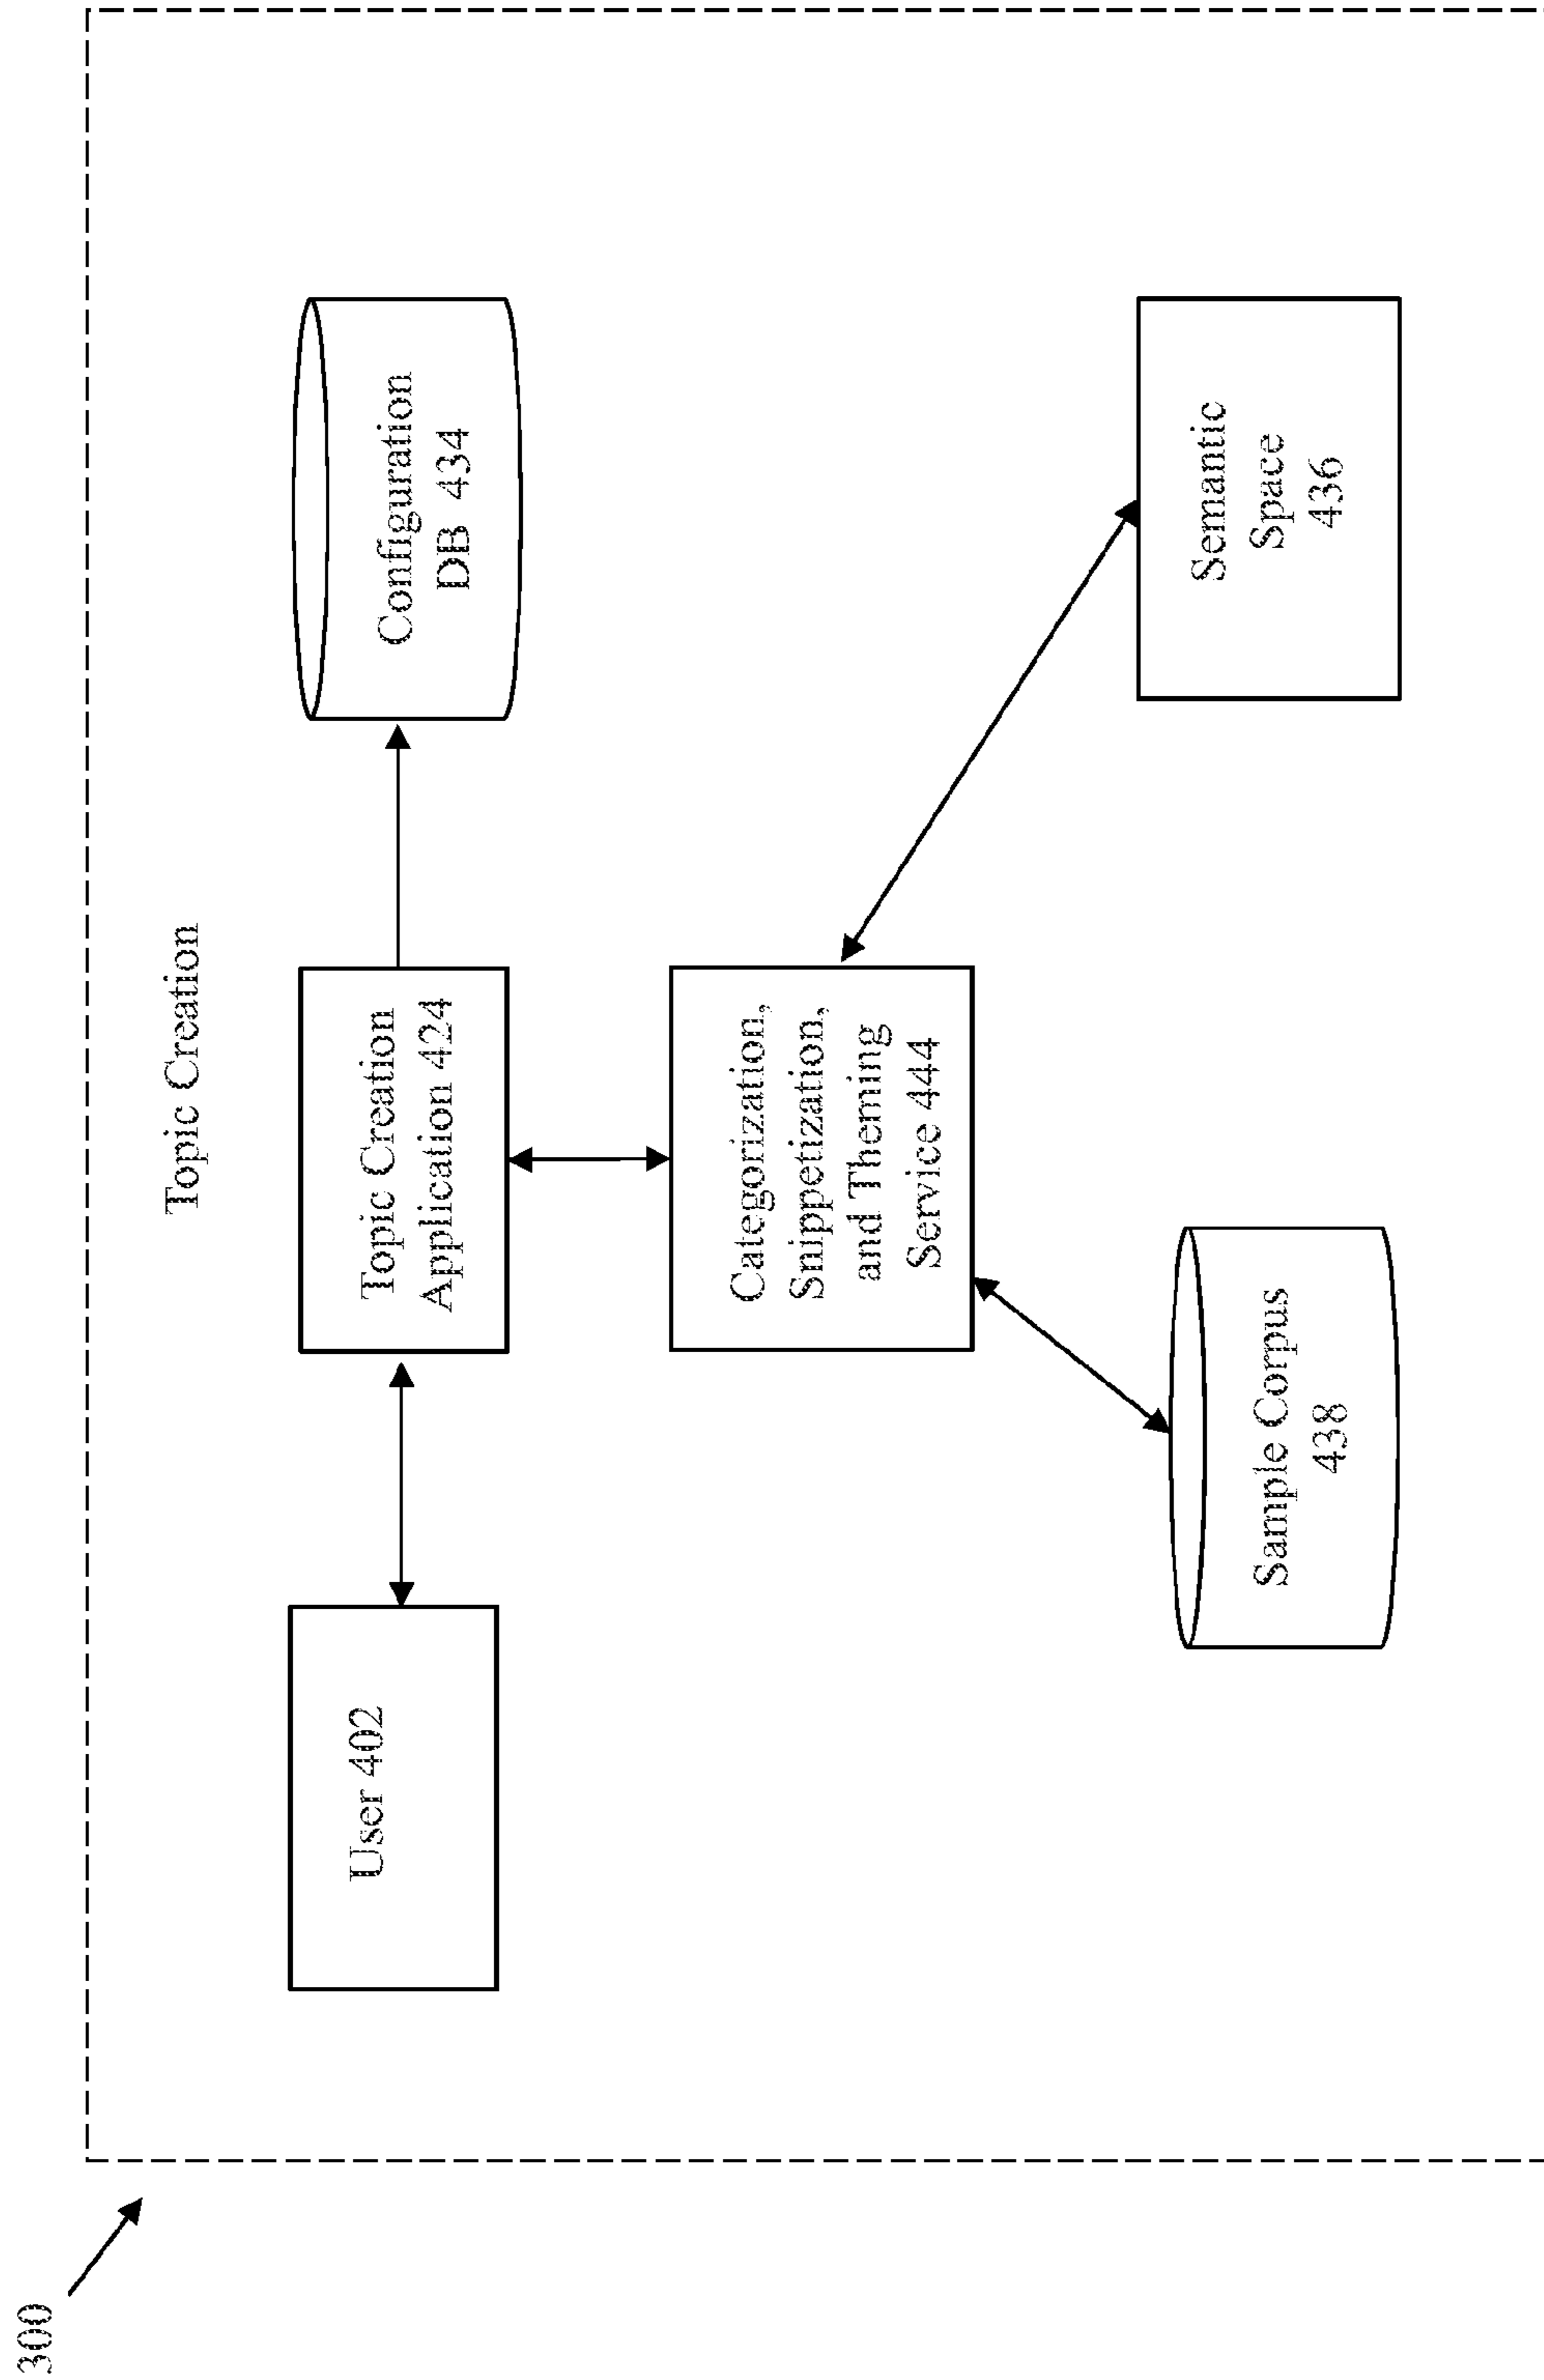 300
Topic Creation
User 402
Topic Creation
Application 424
Configuration
DB 434
Categorization,
Snippetization,
and Theming
Service 444
Sample Corpus
438
Semantic
Space
436